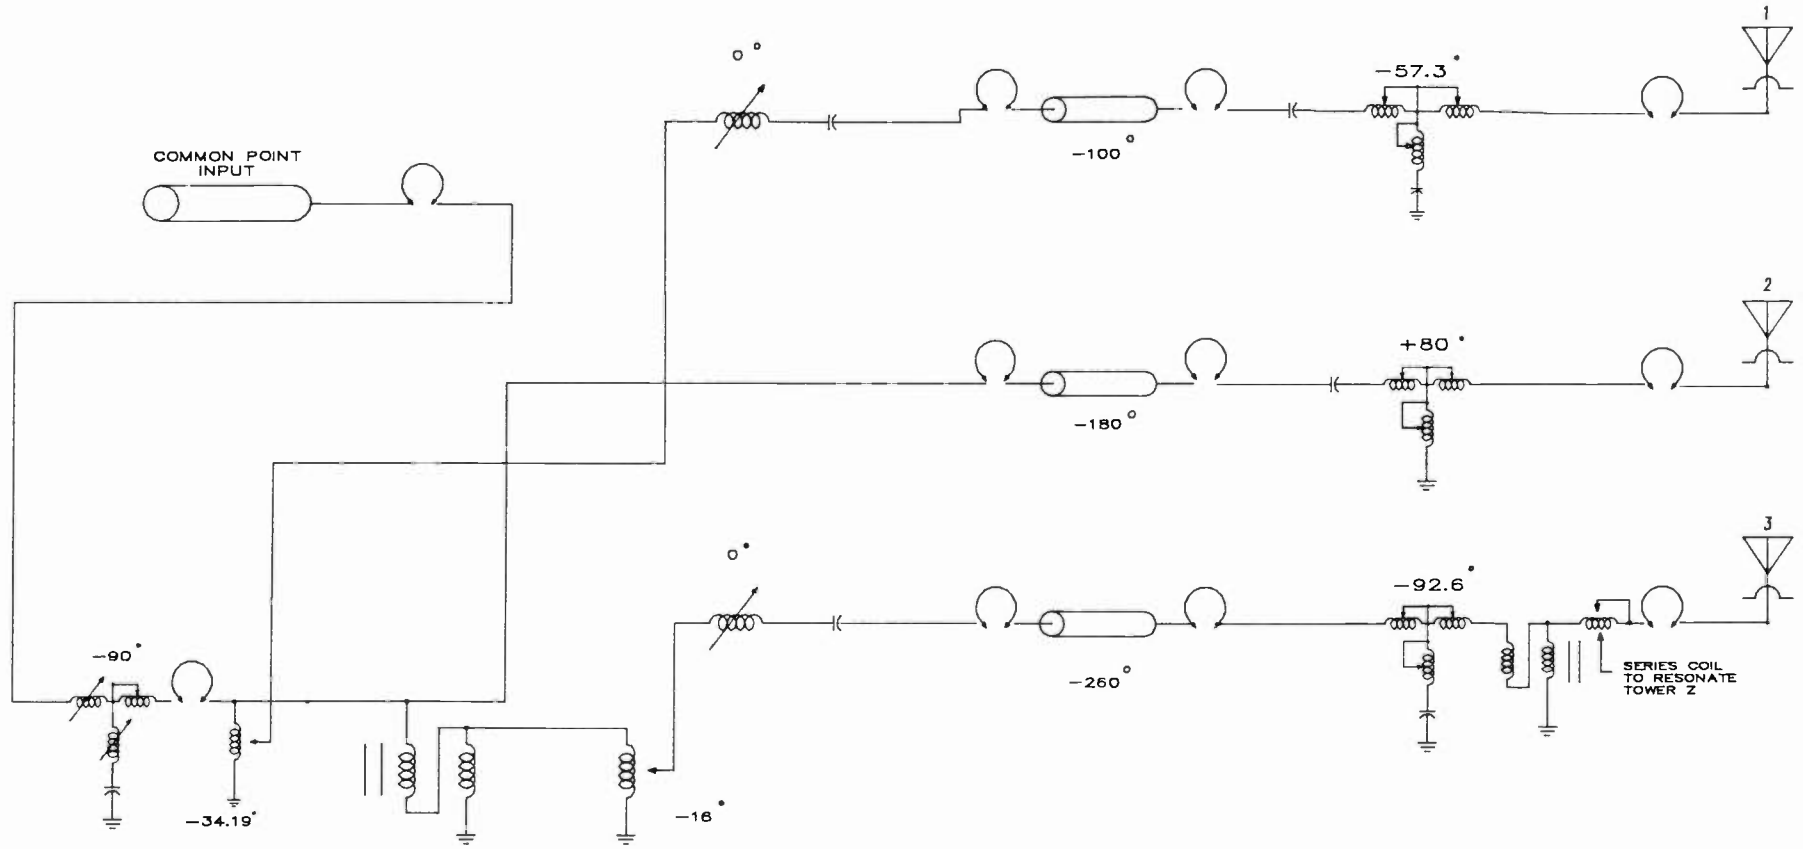 1
0°
-57.3°
COMMON POINT
INPUT
-100°
2
+80°
-180°
3
0°
-92.6°
-90°
-260°
SERIES COIL
TO RESONATE
TOWER Z
-34.19°
-16°